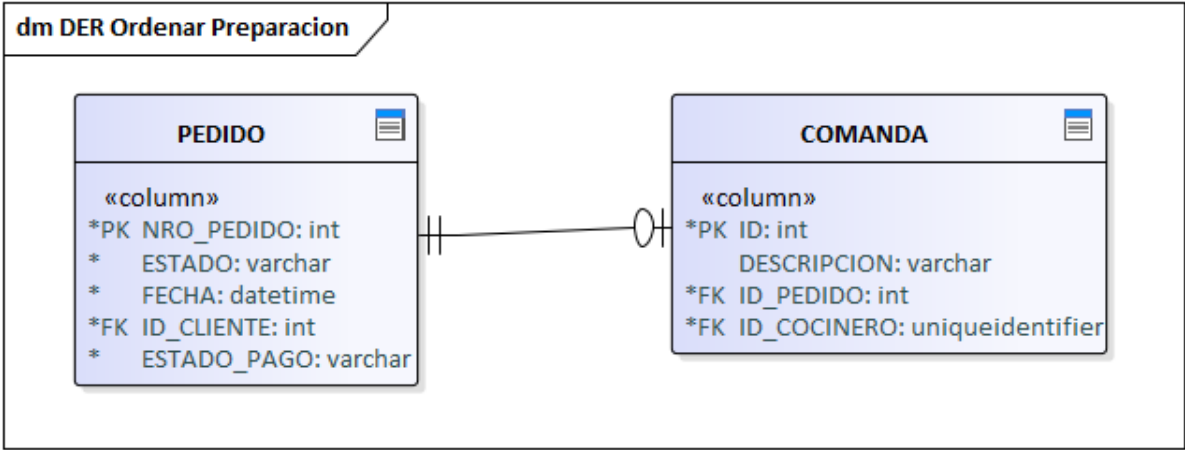 dm DER Ordenar Preparacion
PEDIDO
«column»
*PK NRO_PEDIDO: int
* ESTADO: varchar
* FECHA: datetime
*FK ID_CLIENTE: int
* ESTADO_PAGO: varchar
COMANDA
«column»
*PK ID: int
DESCRIPCION: varchar
*FK ID_PEDIDO: int
*FK ID_COCINERO: uniqueidentifier